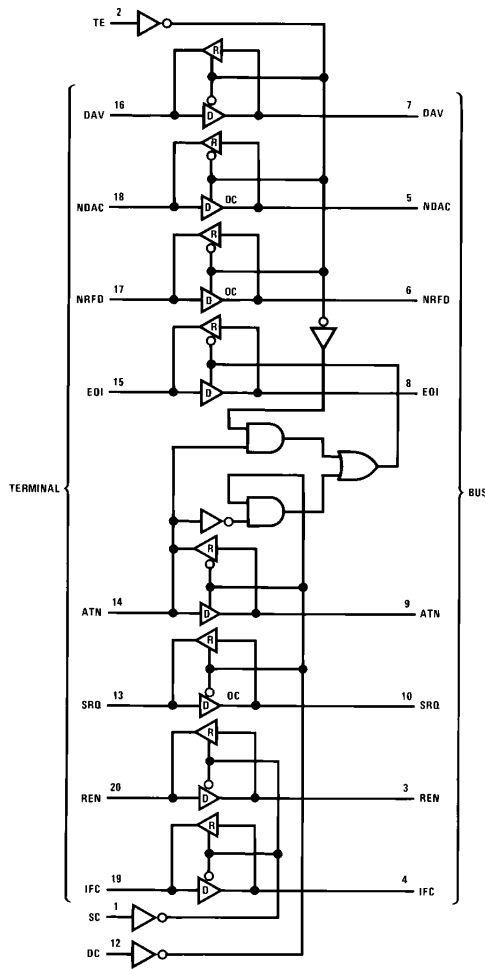 TE 2
R
DAV 16 D 7 DAV
R
NDAC 18 D OC 5 NDAC
R
NRFD 17 D OC 6 NRFD
R
EOI 15 D 8 EOI
TERMINAL BUS
R
ATN 14 D 9 ATN
R
SRQ 13 D OC 10 SRQ
R
REN 20 D 3 REN
R
IFC 19 D 4 IFC
SC 1
DC 12